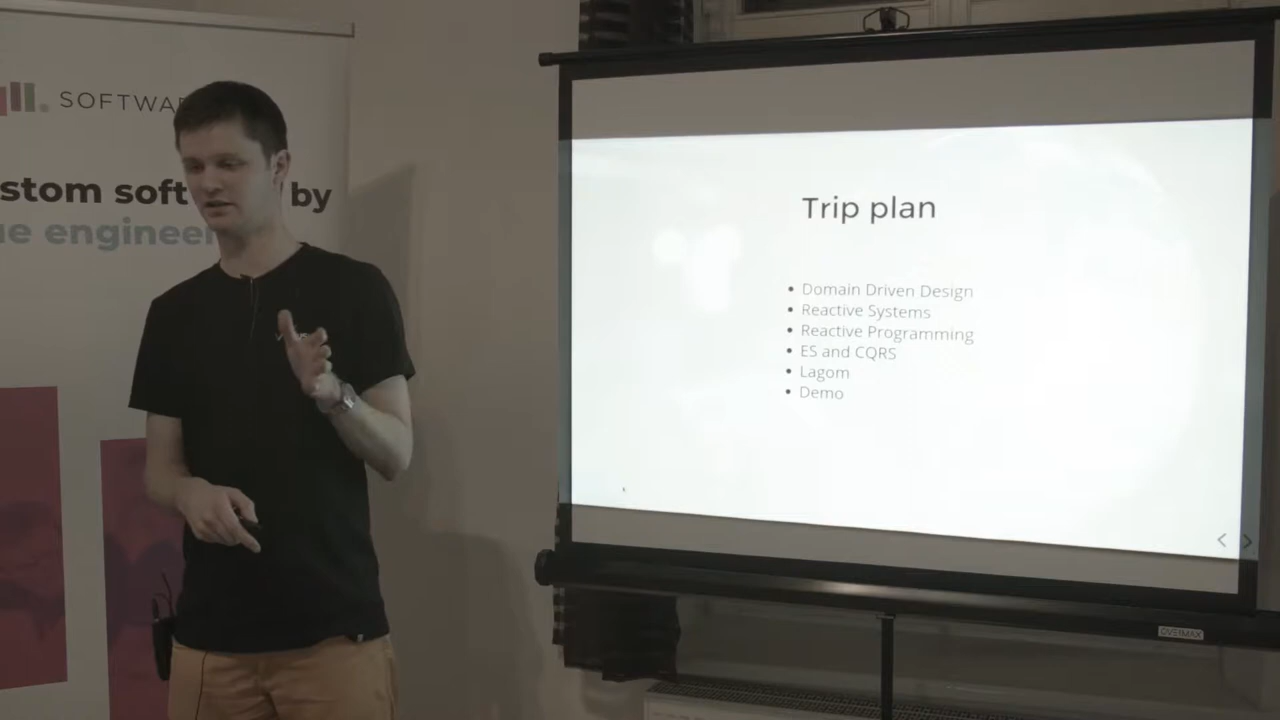 SOFTWA
stom soft by
ue engineer
Trip plan
• Domain Driven Design
• Reactive Systems
• Reactive Programming
• ES and CQRS
• Lagom
• Demo
OVERMAX